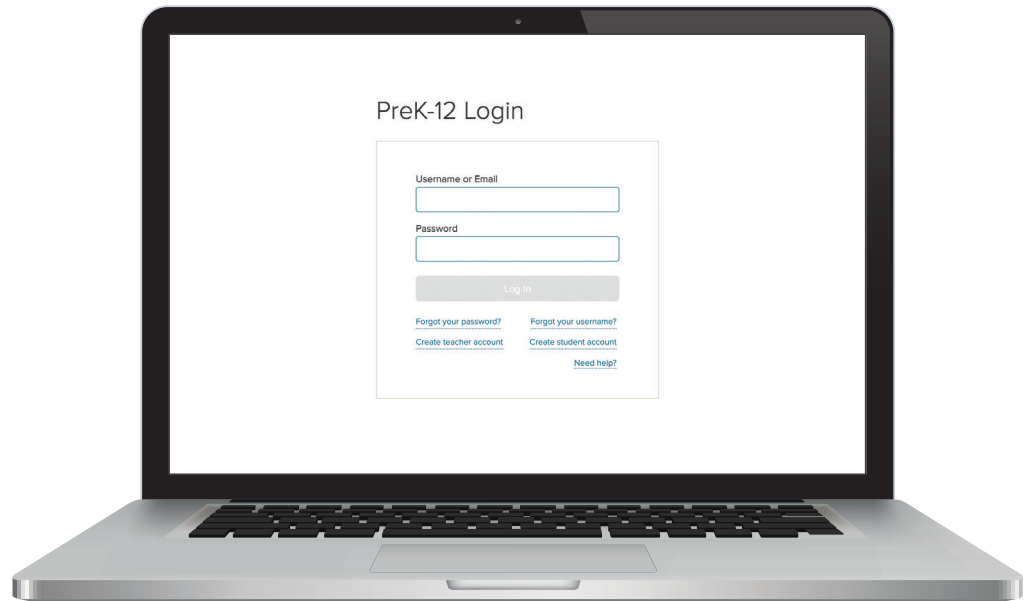 PreK-12 Login
Username or Email
Password
Log In
Forgot your password? Forgot your username?
Create teacher account Create student account
Need help?